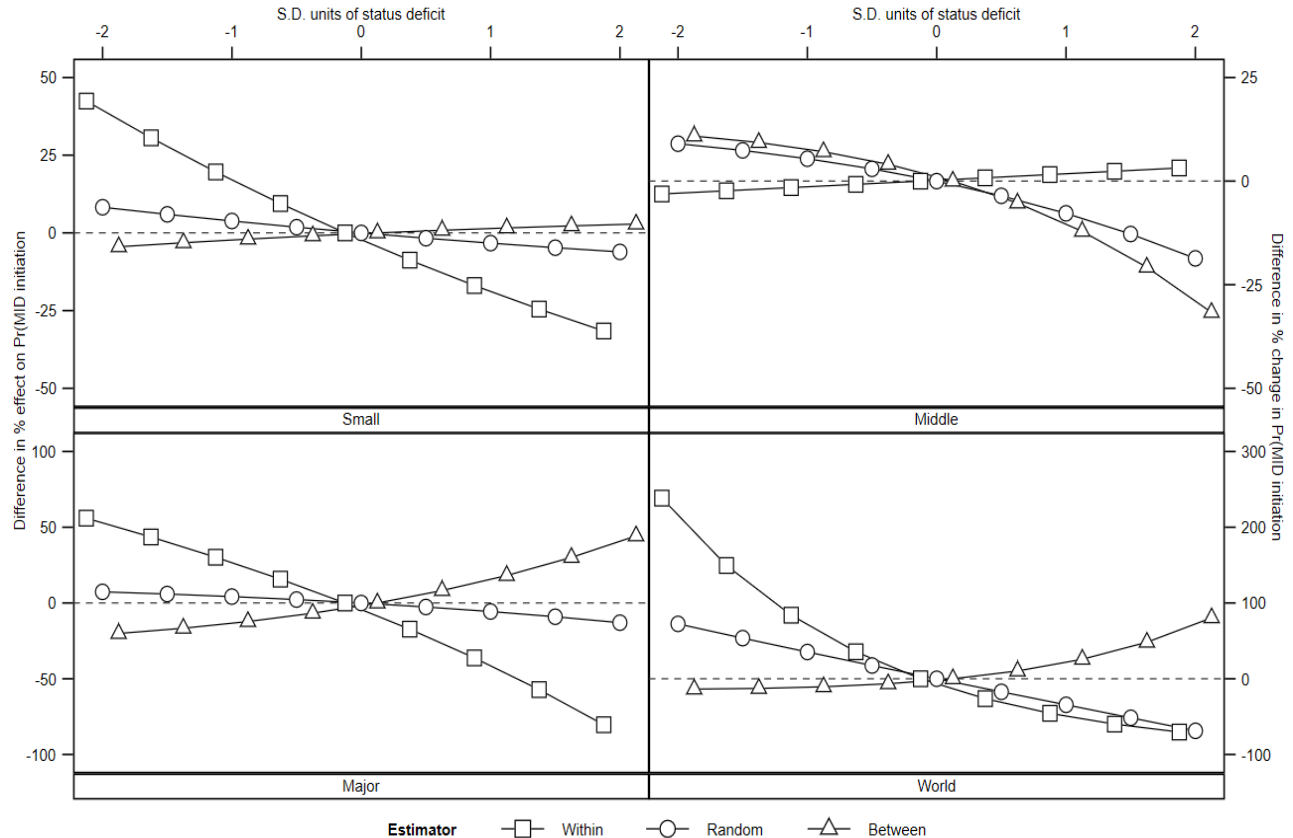 S.D. units of status deficit
S.D. units of status deficit
-2 -1 0 1 2
-2 -1 0 1 2
50
25
0
-25
-50
25
0
-25
-50
Small
Middle
Difference in % effect on Pr(MID initiation
Difference in % change in Pr(MID initiation
100
50
0
-50
-100
300
200
100
0
-100
Major
World
Estimator Within Random Between